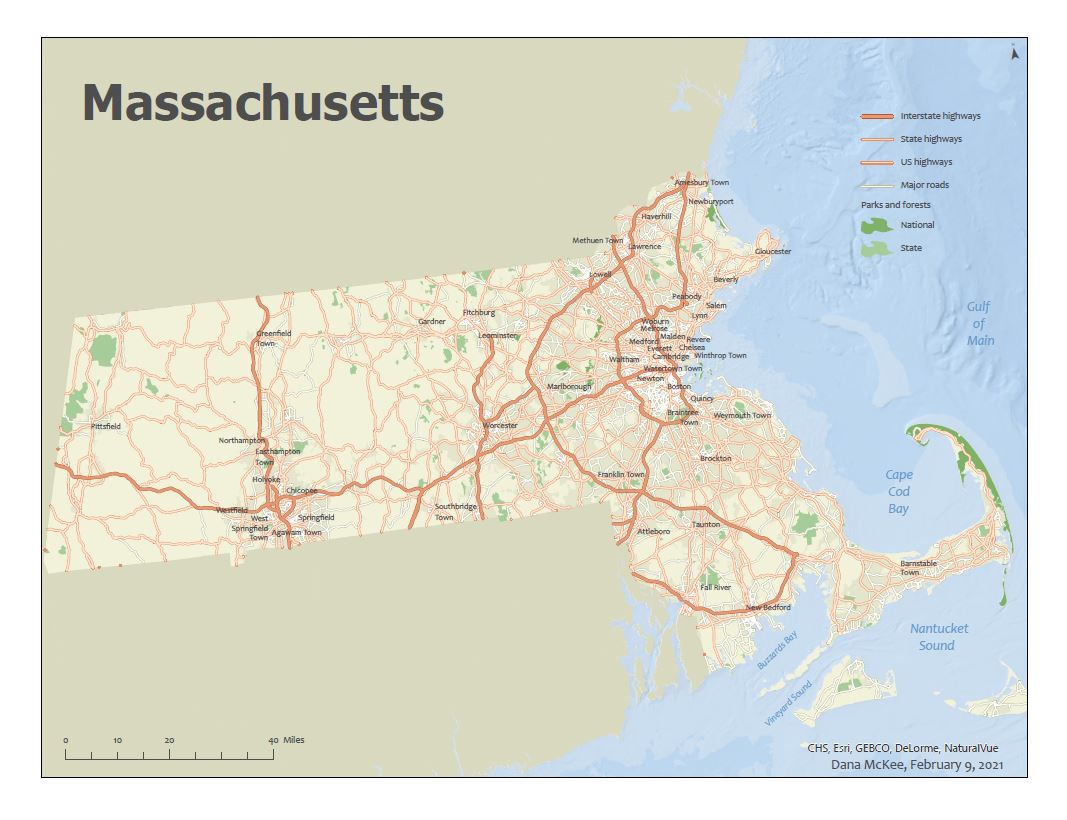 Massachusetts
Interstate highways
State highways
US highways
Major roads
Parks and forests
National
State
Amesbury Town
Newburyport
Haverhill
Methuen Town
Lawrence
Gloucester
Lowell
Beverly
Peabody
Salem
Lynn
Fitchburg
Gardner
Woburn
Melrose
Leominster
Malden
Revere
Medford
Everett
Chelsea
Cambridge
Winthrop Town
Waltham
Watertown Town
Newton
Boston
Marlborough
Quincy
Braintree
Town
Weymouth Town
Greenfield
Town
Pittsfield
Worcester
Northampton
Easthampton
Town
Brockton
Holyoke
Chicopee
Franklin Town
Westfield
West
Springfield
Town
Springfield
Agawam Town
Southbridge
Town
Attleboro
Taunton
Barnstable
Town
Fall River
New Bedford
Gulf
of
Main
Cape
Cod
Bay
Nantucket
Sound
Buzzards Bay
Vineyard Sound
0 10 20 40 Miles
CHS, Esri, GEBCO, DeLorme, NaturalVue
Dana McKee, February 9, 2021